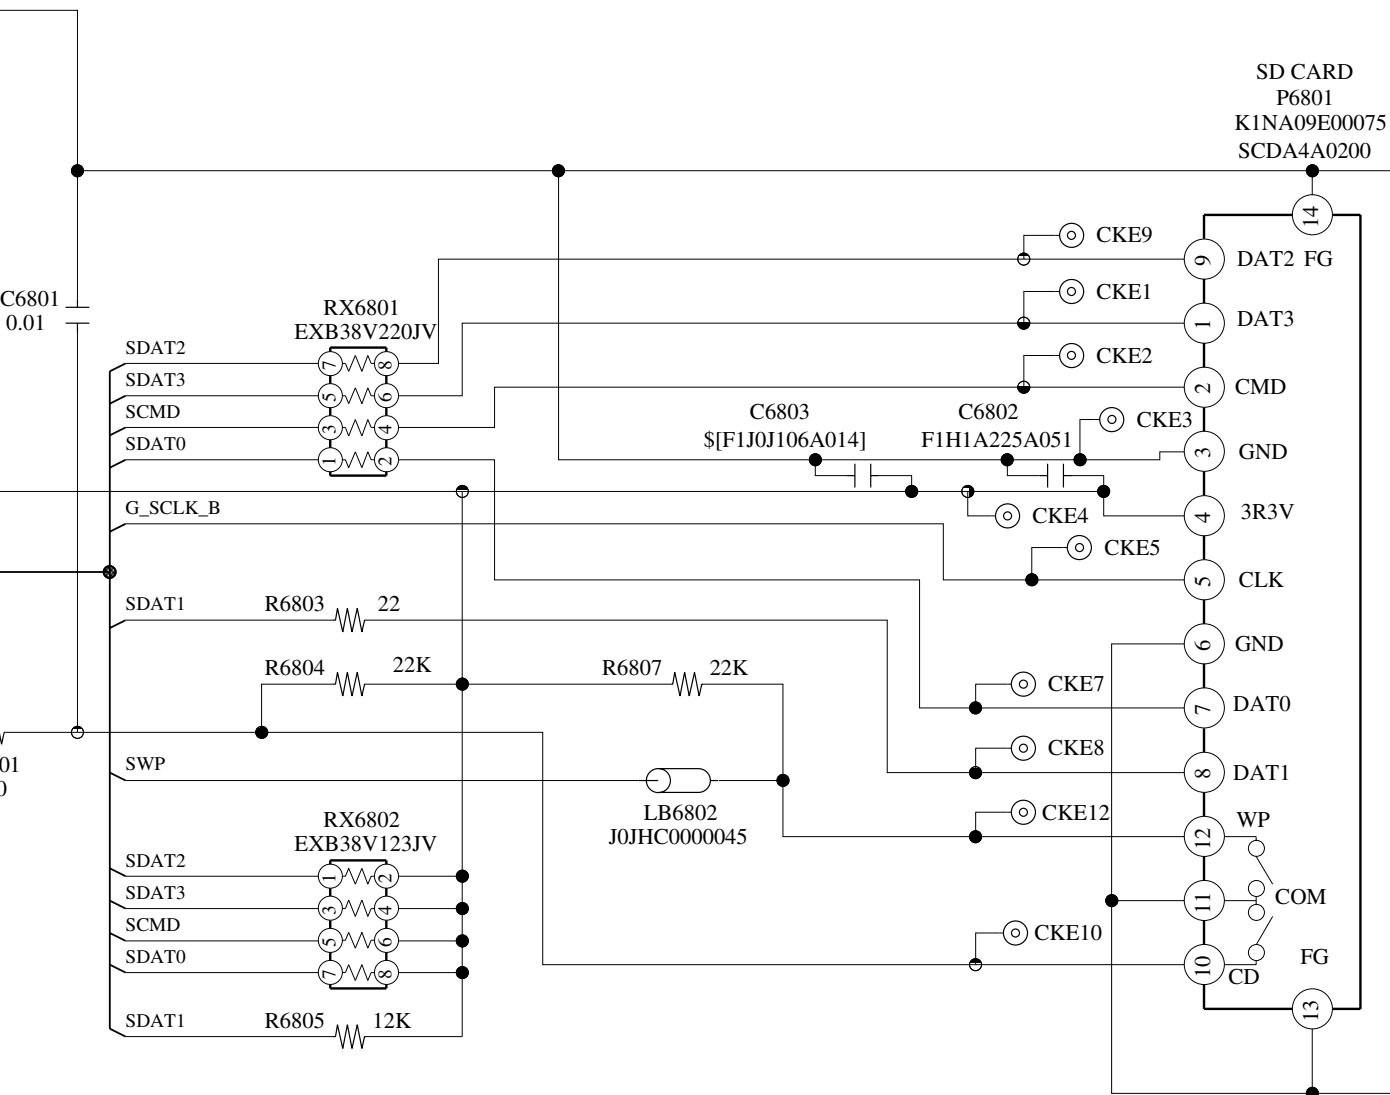 SD CARD
P6801
K1NA09E00075
SCDA4A0200
14
CKE9
9
DAT2 FG
CKE1
C6801
0.01
RX6801
EXB38V220JV
1
DAT3
SDAT2
7
8
CKE2
SDAT3
5
6
2
CMD
SCMD
3
4
C6803
C6802
CKE3
SDAT0
1
2
$[F1J0J106A014]
F1H1A225A051
3
GND
G_SCLK_B
CKE4
4
3R3V
CKE5
5
CLK
SDAT1
R6803
22
6
GND
R6804
22K
R6807
22K
CKE7
7
DAT0
01
0
SWP
CKE8
8
DAT1
LB6802
J0JHC0000045
CKE12
12
WP
RX6802
EXB38V123JV
SDAT2
1
2
SDAT3
3
4
11
COM
SCMD
5
6
CKE10
SDAT0
7
8
10
CD
FG
SDAT1
R6805
12K
13